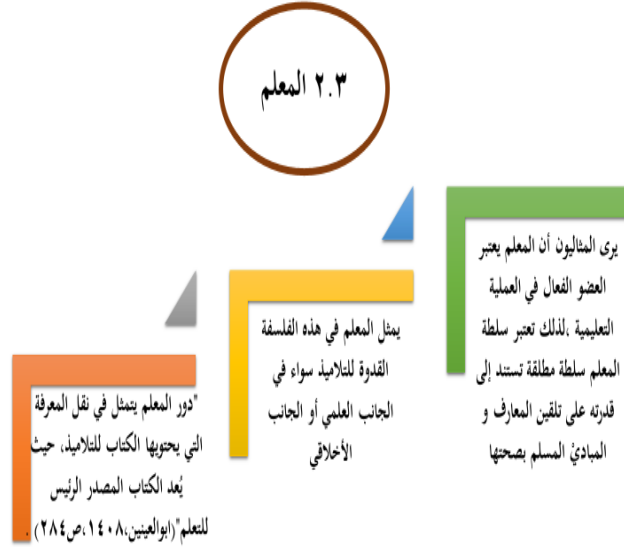 ٢.٣ المعلم
يرى المثاليون أن المعلم يعتبر
العضو الفعال في العملية
التعليمية ،لذلك تعتبر سلطة
المعلم سلطة مطلقة تستند إلى
قدرته على تلقين المعارف و
المبادئ المسلم بصحتها
يمثل المعلم في هذه الفلسفة
القدوة للتلاميذ سواء في
الجانب العلمي أو الجانب
الأخلاقي
"دور المعلم يتمثل في نقل المعرفة
التي يحتويها الكتاب للتلاميذ، حيث
يُعد الكتاب المصدر الرئيس
للتعلم"(ابوالعينين،١٤٠٨،ص٢٨٤) .